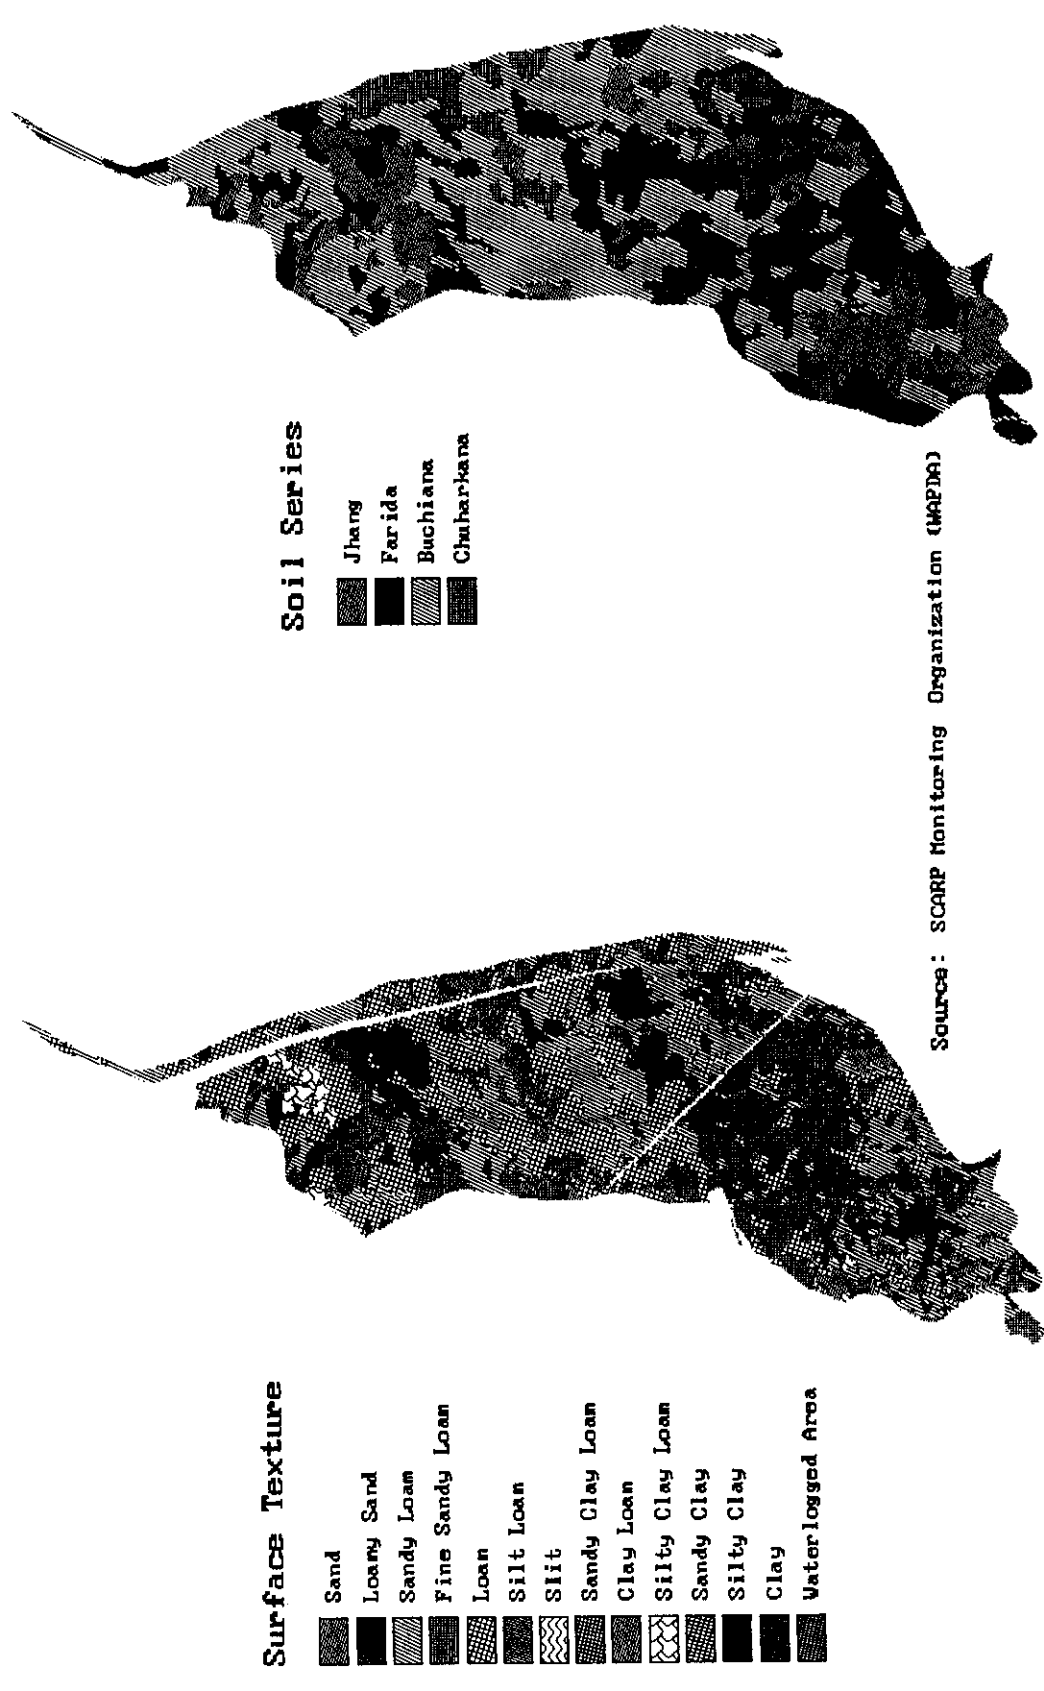 Surface Texture
Sand
Loamy Sand
Sandy Loam
Fine Sandy Loam
Loam
Silt Loam
Slit
Sandy Clay Loam
Clay Loam
Silty Clay Loam
Sandy Clay
Silty Clay
Clay
Waterlogged Area
Soil Series
Jhang
Farida
Buchiana
Chuharkana
Source: SCARP Monitoring Organization (WAPDA)